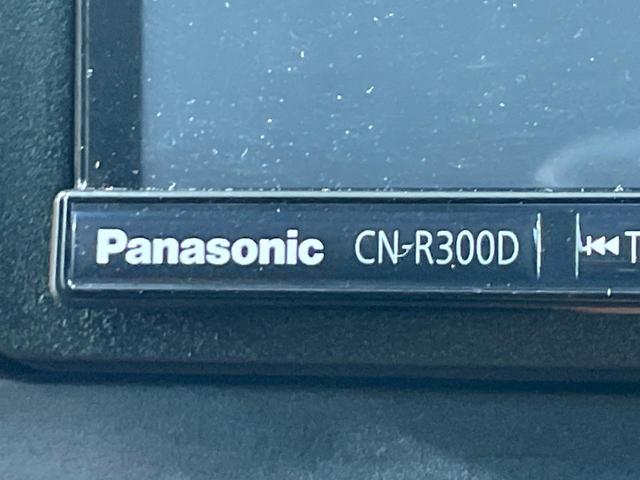 Panasonic CN-R300D ⏮ T